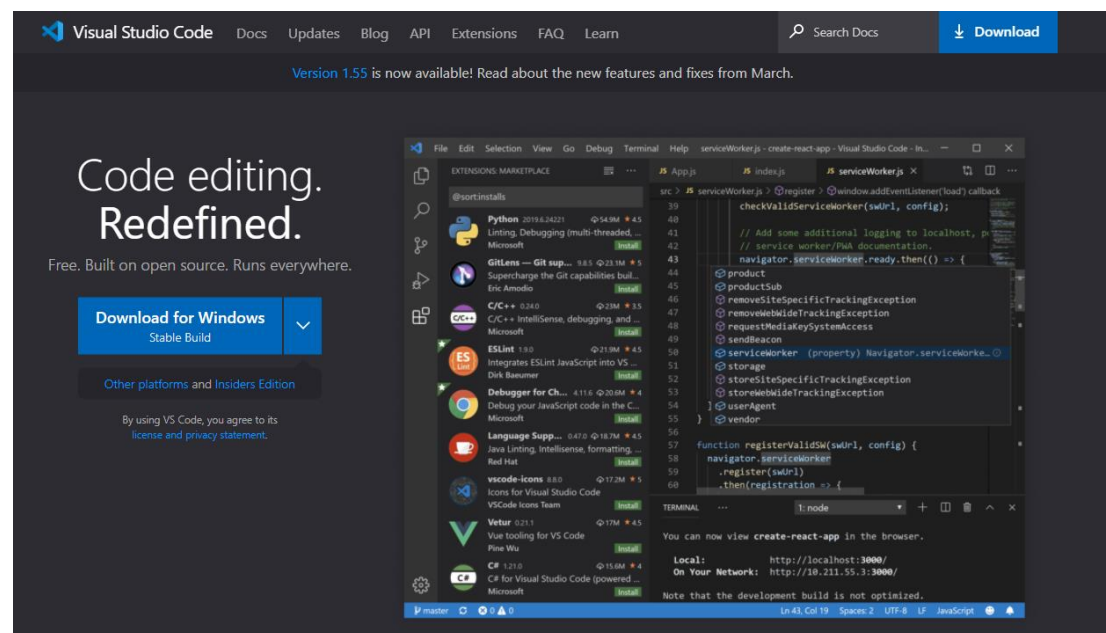 Visual Studio Code Docs Updates Blog API Extensions FAQ Learn Search Docs Download
Version 1.55 is now available! Read about the new features and fixes from March.
Code editing.
Redefined.
Free. Built on open source. Runs everywhere.
Download for Windows
Stable Build
Other platforms and Insiders Edition
By using VS Code, you agree to its
license and privacy statement.
File Edit Selection View Go Debug Terminal Help serviceWorker.js - create-react-app - Visual Studio Code - In...
EXTENSIONS: MARKETPLACE
@sort:installs
Python 2019.6.24221 54.9M 4.5
Linting, Debugging (multi-threaded, ...
Microsoft Install
GitLens — Git sup... 9.8.5 23.1M 5
Supercharge the Git capabilities buil...
Eric Amodio Install
C/C++ 0.24.0 23M 3.5
C/C++ IntelliSense, debugging, and ...
Microsoft Install
ESLint 1.9.0 21.9M 4.5
Integrates ESLint JavaScript into VS ...
Dirk Baeumer Install
Debugger for Ch... 4.11.6 20.6M 4
Debug your JavaScript code in the C...
Microsoft Install
Language Supp... 0.47.0 18.7M 4.5
Java Linting, Intellisense, formatting, ...
Red Hat Install
vscode-icons 8.8.0 17.2M 5
Icons for Visual Studio Code
VSCode Icons Team Install
Vetur 0.21.1 17M 4.5
Vue tooling for VS Code
Pine Wu Install
C# 1.21.0 15.6M 4
C# for Visual Studio Code (powered ...
Microsoft Install
JS App.js JS index.js JS serviceWorker.js
src > JS serviceWorker.js > register > window.addEventListener('load') callback
39 checkValidServiceWorker(swUrl, config);
40
41 // Add some additional logging to localhost,
42 // service worker/PWA documentation.
43 navigator.serviceWorker.ready.then(() => {
44 product
45 productSub
46 removeSiteSpecificTrackingException
47 removeWebWideTrackingException
48 requestMediaKeySystemAccess
49 sendBeacon
50 serviceWorker (property) Navigator.serviceWorke...
51 storage
52 storeSiteSpecificTrackingException
53 storeWebWideTrackingException
54 ] userAgent
55 } vendor
56
57 function registerValidSW(swUrl, config) {
58 navigator.serviceWorker
59 .register(swUrl)
60 .then(registration => {
TERMINAL ... 1: node
You can now view create-react-app in the browser.
Local: http://localhost:3000/
On Your Network: http://10.211.55.3:3000/
Note that the development build is not optimized.
master 0 0 Ln 43, Col 19 Spaces: 2 UTF-8 LF JavaScript